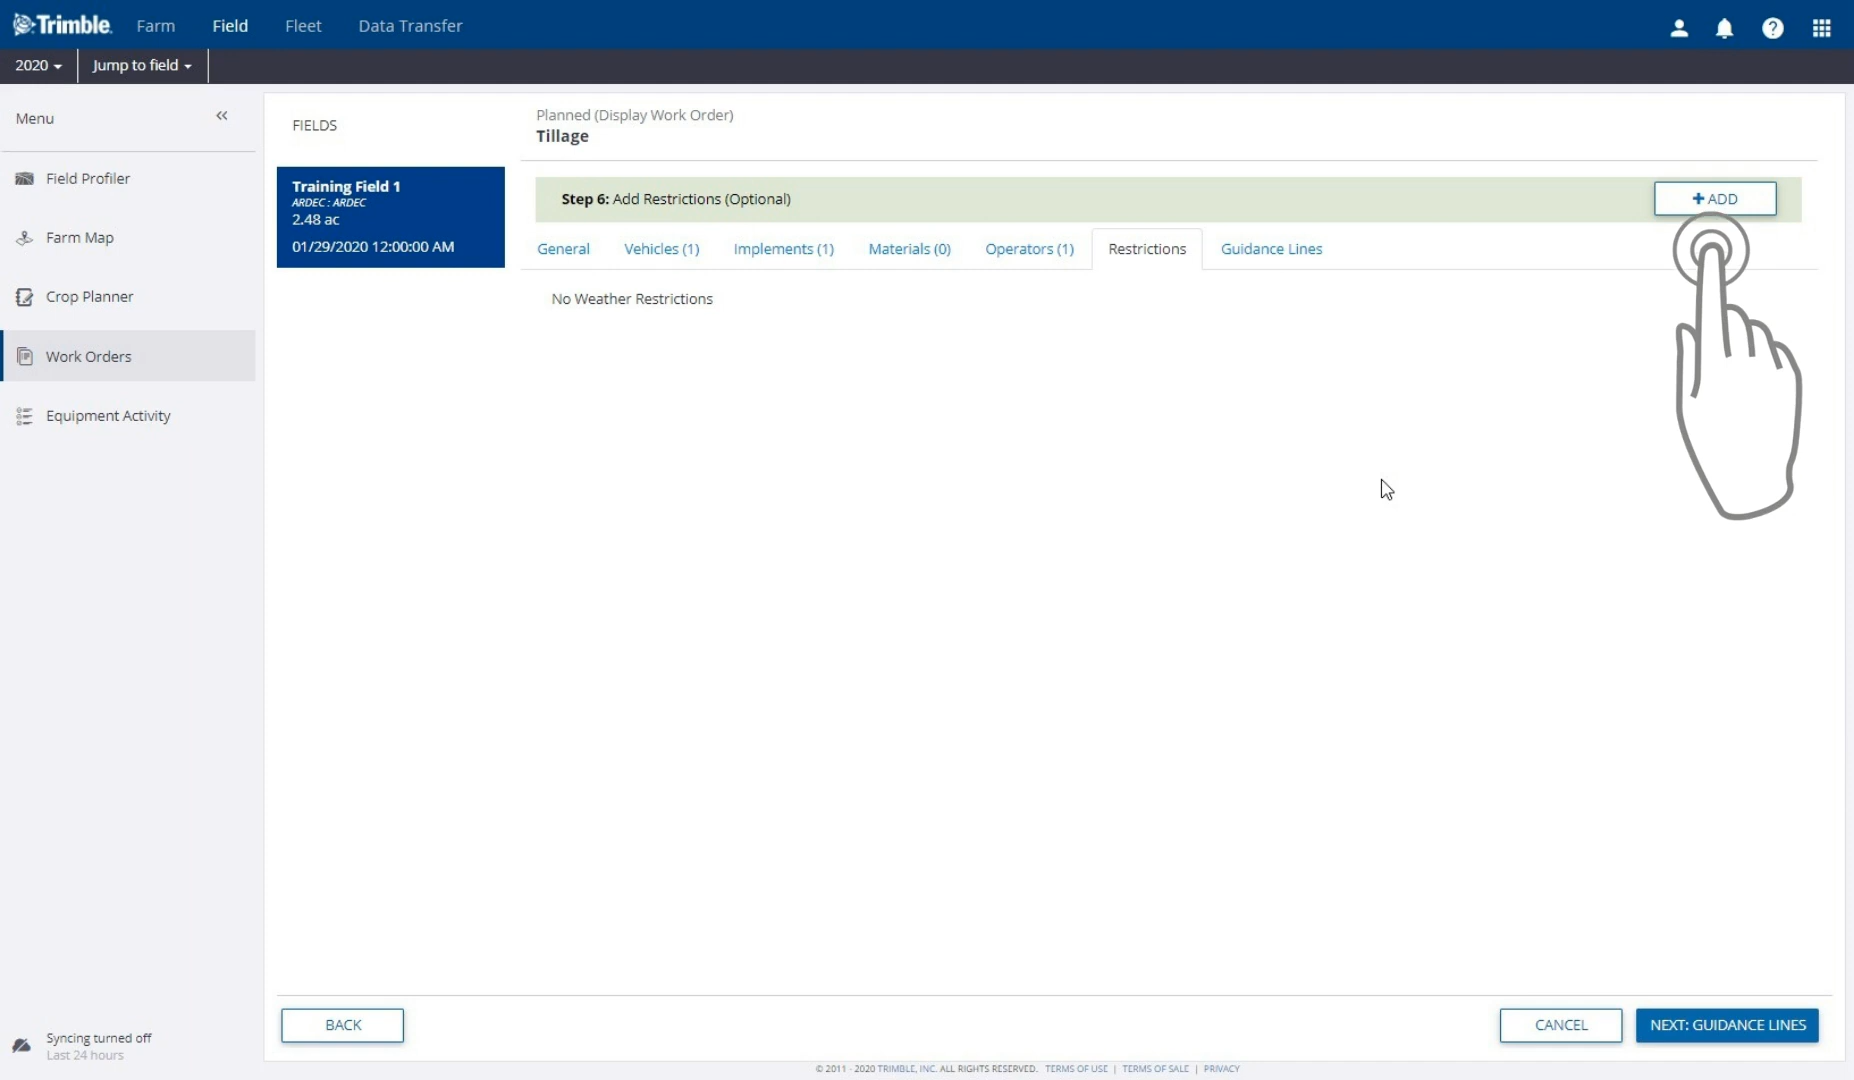 Trimble. Farm Field Fleet Data Transfer
2020 Jump to field
Menu
Field Profiler
Farm Map
Crop Planner
Work Orders
Equipment Activity
Syncing turned off
Last 24 hours
FIELDS
Training Field 1
ARDEC : ARDEC
2.48 ac
01/29/2020 12:00:00 AM
Planned (Display Work Order)
Tillage
Step 6: Add Restrictions (Optional)
+ ADD
General Vehicles (1) Implements (1) Materials (0) Operators (1) Restrictions Guidance Lines
No Weather Restrictions
BACK CANCEL NEXT: GUIDANCE LINES
© 2011 - 2020 TRIMBLE, INC. ALL RIGHTS RESERVED. TERMS OF USE | TERMS OF SALE | PRIVACY